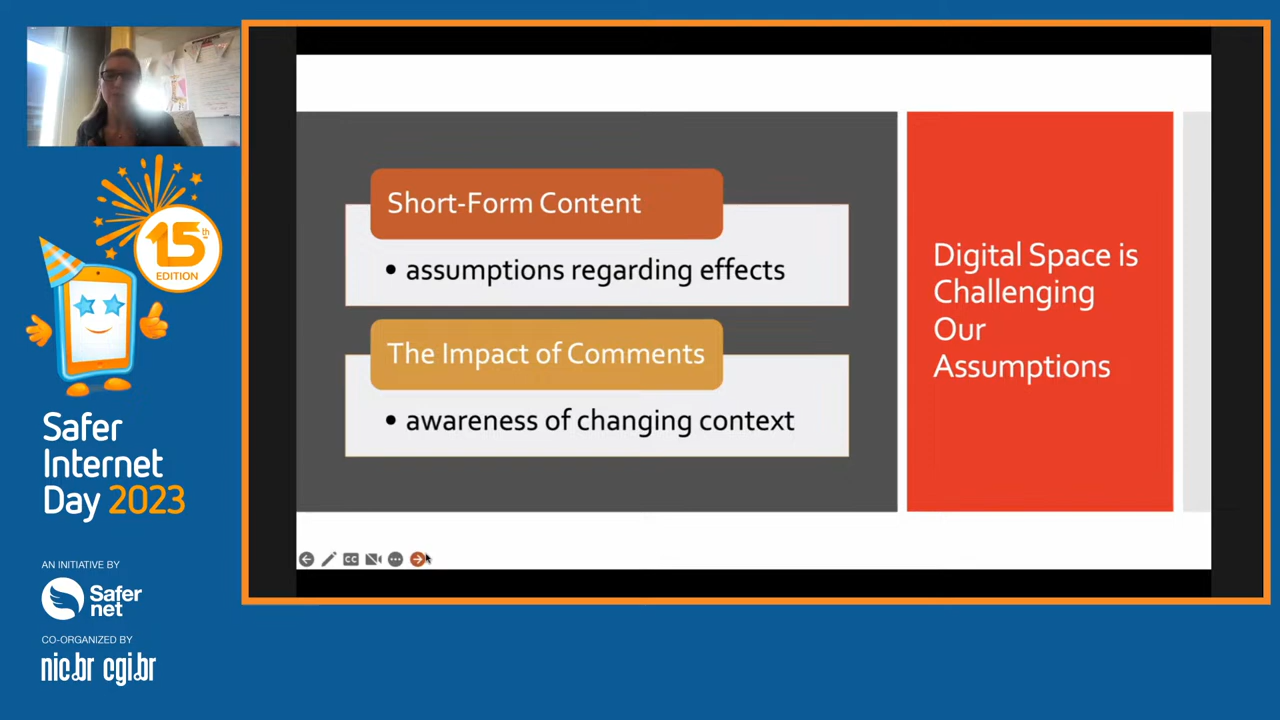 Short-Form Content
• assumptions regarding effects
The Impact of Comments
• awareness of changing context
Digital Space is
Challenging
Our
Assumptions
CC
15th
EDITION
Safer
Internet
Day 2023
AN INITIATIVE BY
Safer
net
CO-ORGANIZED BY
nic.br cgi.br